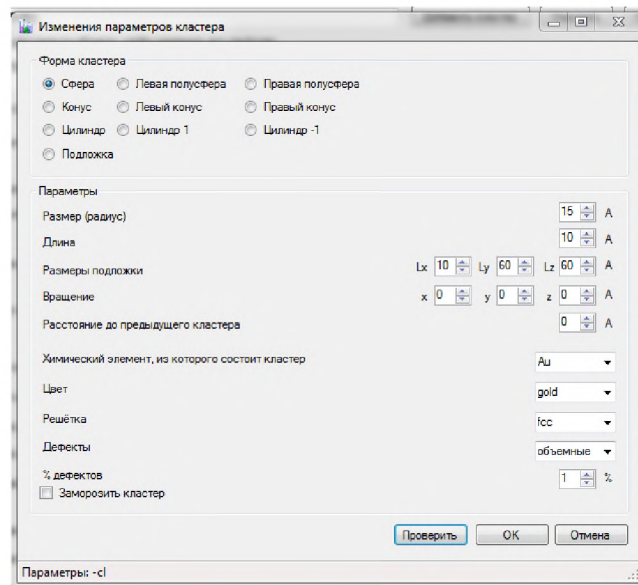 Изменения параметров кластера
Форма кластера
Сфера Левая полусфера Правая полусфера
Конус Левый конус Правый конус
Цилиндр Цилиндр 1 Цилиндр -1
Подложка
Параметры
Размер (радиус) 15 A
Длина 10 A
Размеры подложки Lx 10 Ly 60 Lz 60 A
Вращение x 0 y 0 z 0 A
Расстояние до предыдущего кластера 0 A
Химический элемент, из которого состоит кластер Au
Цвет gold
Решётка fcc
Дефекты объемные
% дефектов 1 %
Заморозить кластер
Проверить OK Отмена
Параметры: -cl